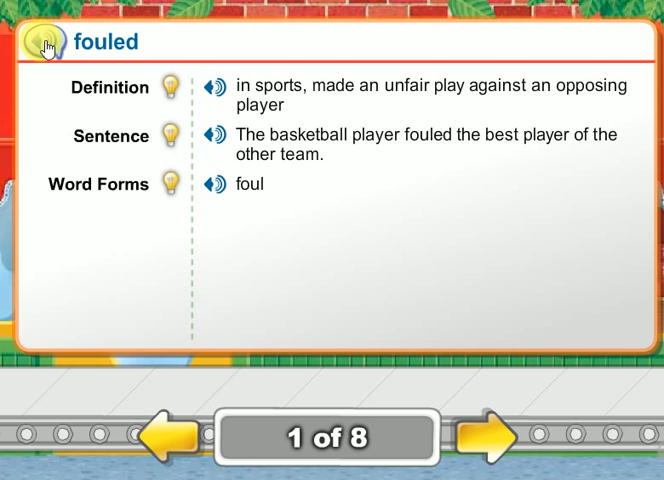 fouled
Definition in sports, made an unfair play against an opposing
player
Sentence The basketball player fouled the best player of the
other team.
Word Forms foul
1 of 8